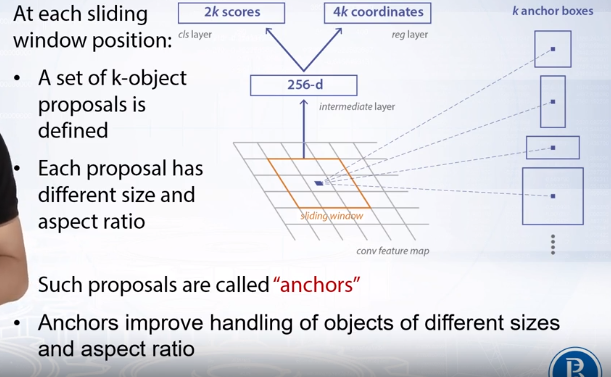 At each sliding
window position:
• A set of k-object
proposals is
defined
• Each proposal has
different size and
aspect ratio
Such proposals are called “anchors”
• Anchors improve handling of objects of different sizes
and aspect ratio
2k scores
4k coordinates
k anchor boxes
cls layer
reg layer
256-d
intermediate layer
sliding window
conv feature map